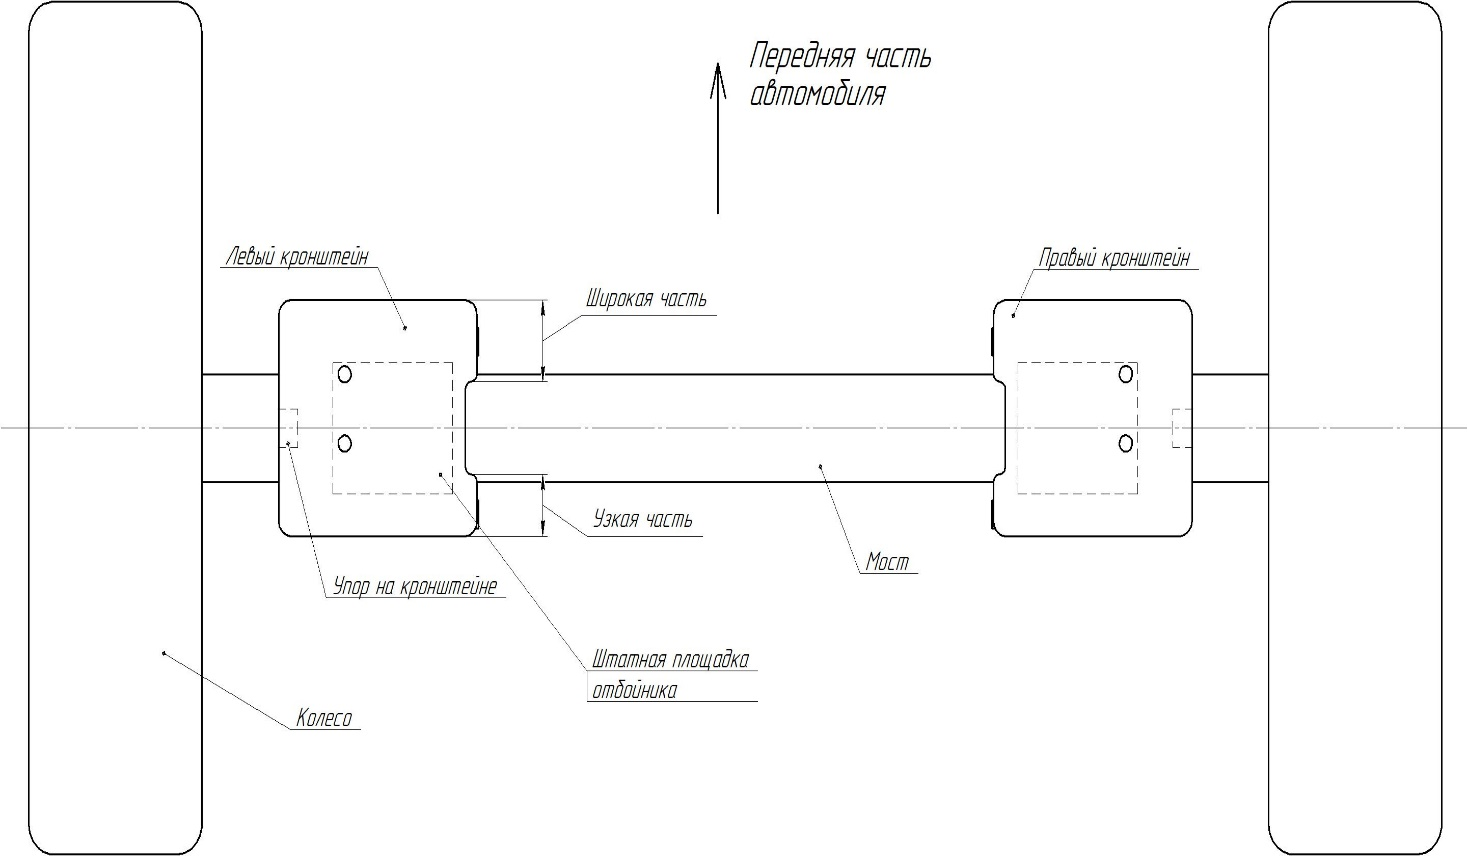 Передняя часть
автомобиля
Левый кронштейн
Правый кронштейн
Широкая часть
Узкая часть
Мост
Упор на кронштейне
Штатная площадка
отбойника
Колесо